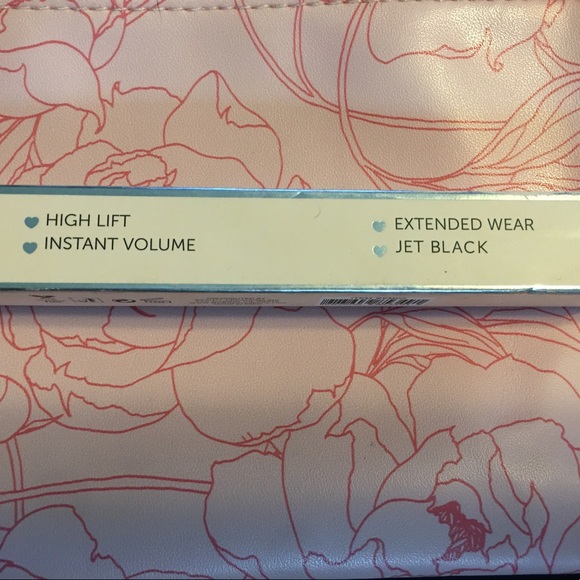 HIGH LIFT
INSTANT VOLUME
EXTENDED WEAR
JET BLACK